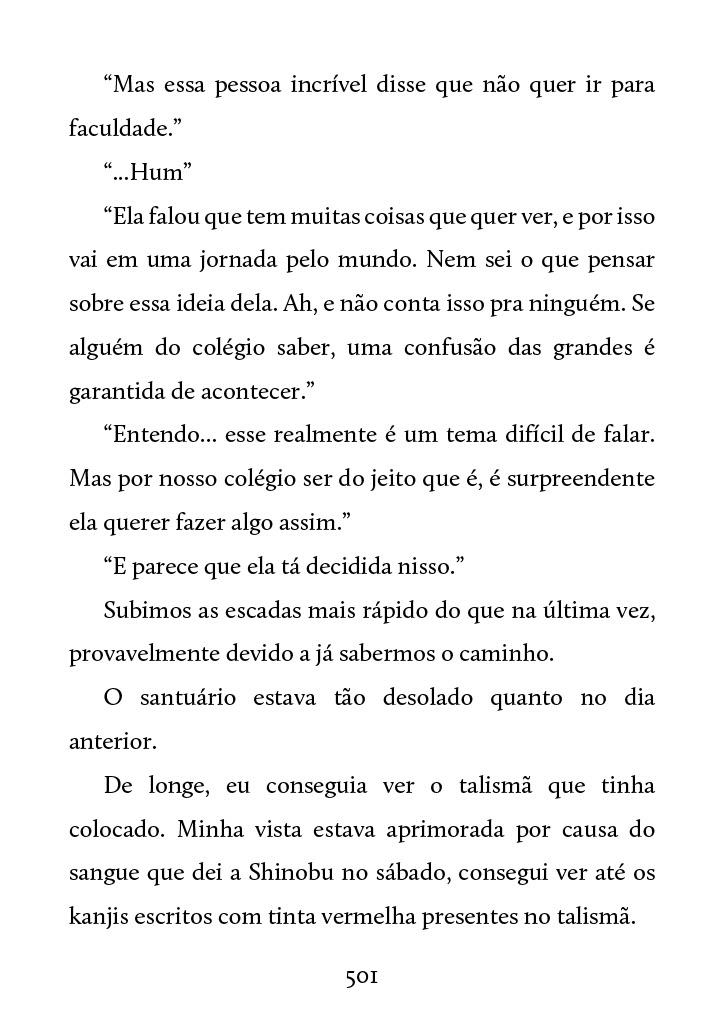 “Mas essa pessoa incrível disse que não quer ir para
faculdade.”
“...Hum”
“Ela falou que tem muitas coisas que quer ver, e por isso
vai em uma jornada pelo mundo. Nem sei o que pensar
sobre essa ideia dela. Ah, e não conta isso pra ninguém. Se
alguém do colégio saber, uma confusão das grandes é
garantida de acontecer.”
“Entendo... esse realmente é um tema difícil de falar.
Mas por nosso colégio ser do jeito que é, é surpreendente
ela querer fazer algo assim.”
“E parece que ela tá decidida nisso.”
Subimos as escadas mais rápido do que na última vez,
provavelmente devido a já sabermos o caminho.
O santuário estava tão desolado quanto no dia
anterior.
De longe, eu conseguia ver o talismã que tinha
colocado. Minha vista estava aprimorada por causa do
sangue que dei a Shinobu no sábado, consegui ver até os
kanjis escritos com tinta vermelha presentes no talismã.
501